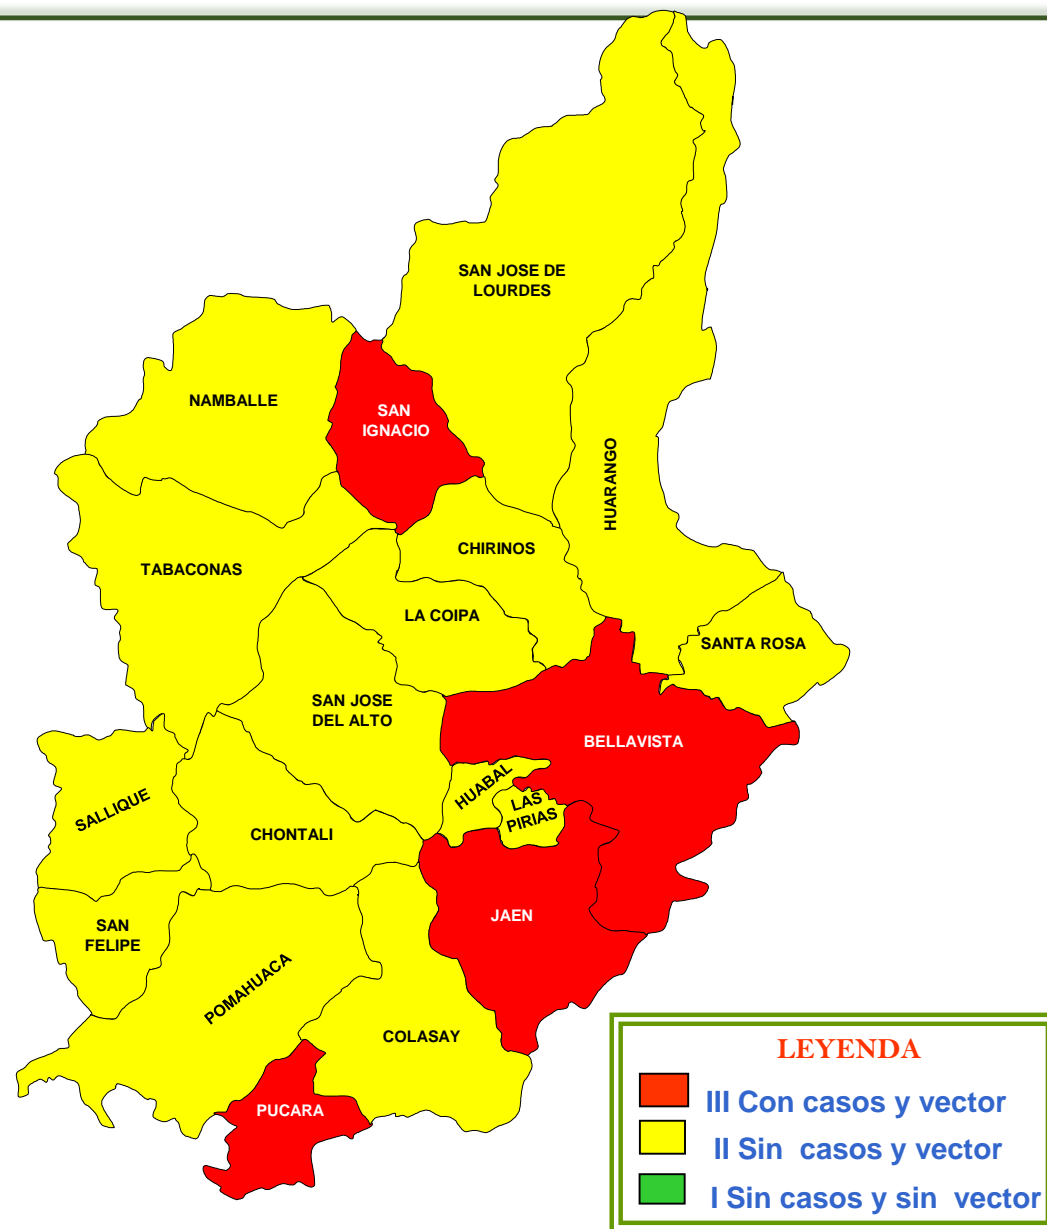 SAN JOSE DE
LOURDES
NAMBALLE
SAN
IGNACIO
HUARANGO
CHIRINOS
TABACONAS
LA COIPA
SANTA ROSA
SAN JOSE
DEL ALTO
BELLAVISTA
HUABAL
LAS
PIRIAS
SALLIQUE
CHONTALI
JAEN
SAN
FELIPE
POMAHUACA
COLASAY
PUCARA
LEYENDA
III Con casos y vector
II Sin casos y vector
I Sin casos y sin vector